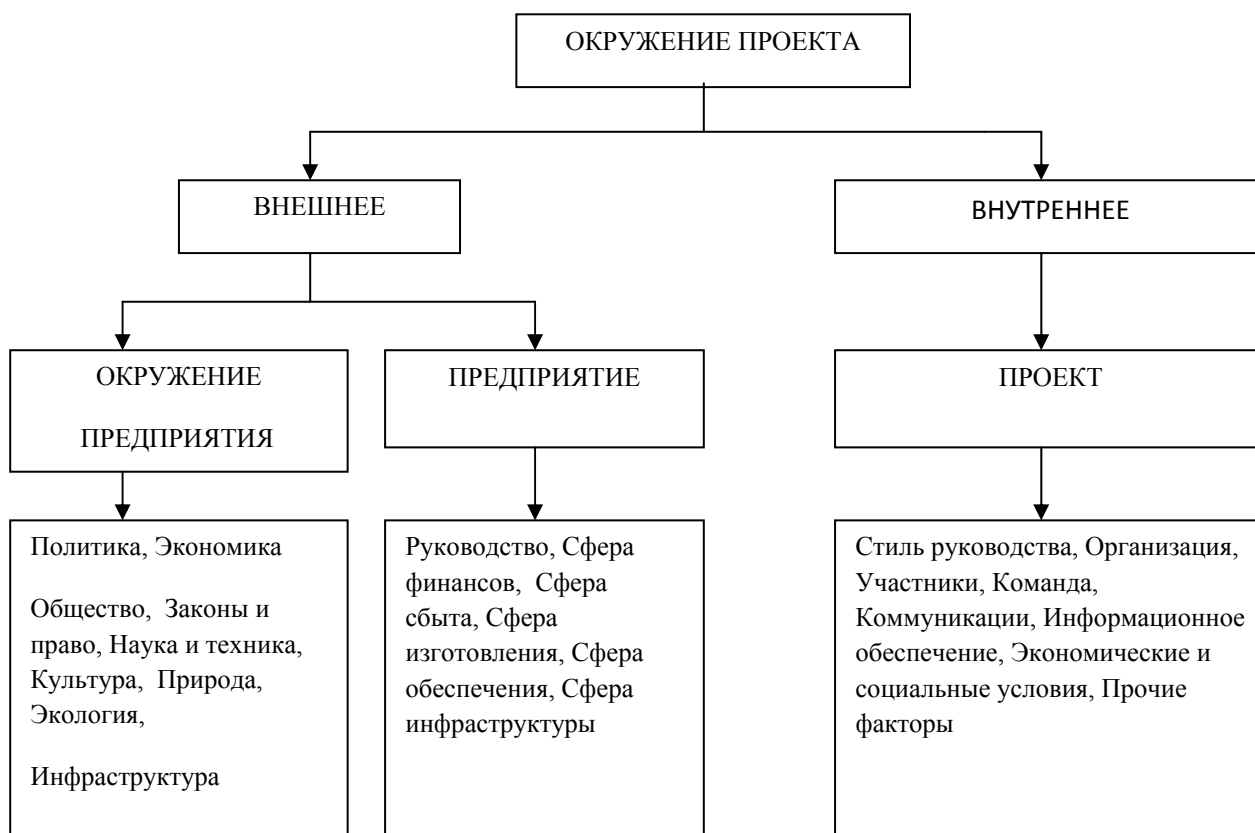 ОКРУЖЕНИЕ ПРОЕКТА
ВНЕШНЕЕ
ВНУТРЕННЕЕ
ОКРУЖЕНИЕ
ПРЕДПРИЯТИЯ
ПРЕДПРИЯТИЕ
ПРОЕКТ
Политика, Экономика
Общество, Законы и
право, Наука и техника,
Культура, Природа,
Экология,
Инфраструктура
Руководство, Сфера
финансов, Сфера
сбыта, Сфера
изготовления, Сфера
обеспечения, Сфера
инфраструктуры
Стиль руководства, Организация,
Участники, Команда,
Коммуникации, Информационное
обеспечение, Экономические и
социальные условия, Прочие
факторы